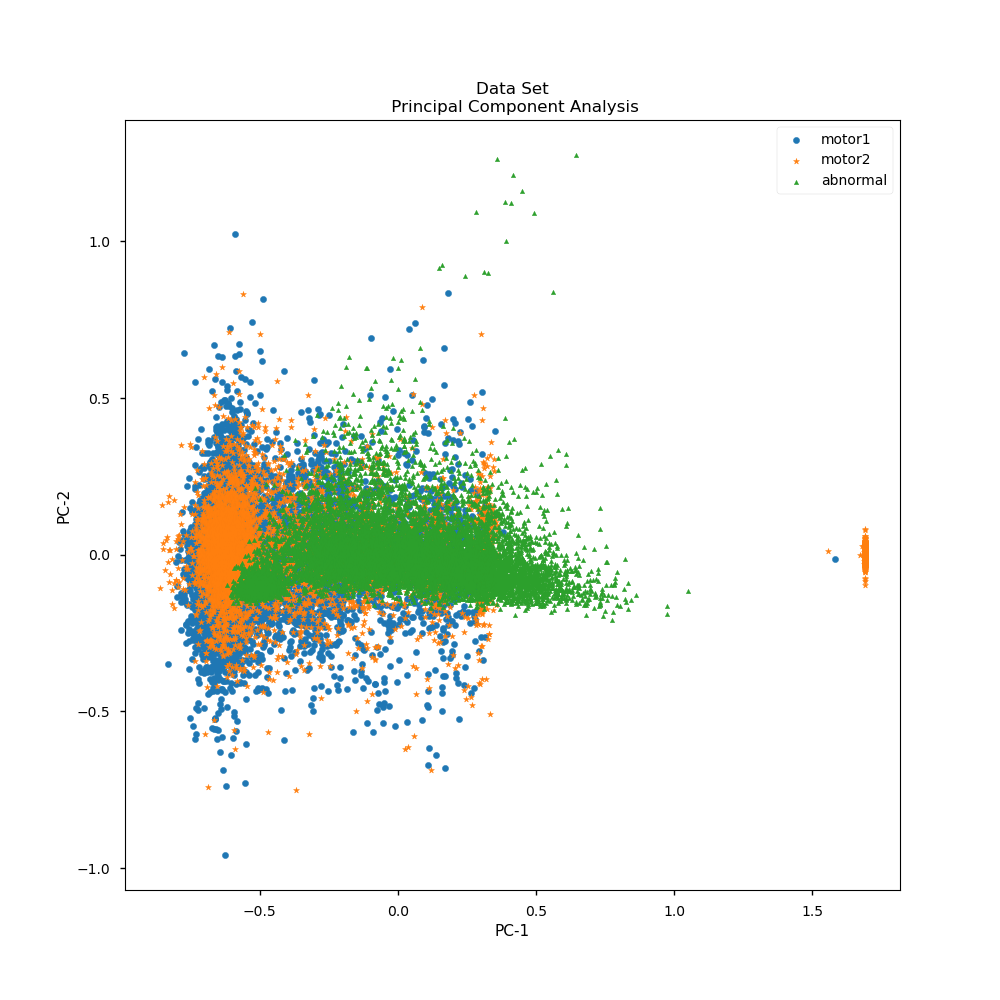 Data Set
Principal Component Analysis
motor1
motor2
abnormal
1.0
0.5
0.0
−0.5
−1.0
PC-2
−0.5
0.0
0.5
1.0
1.5
PC-1